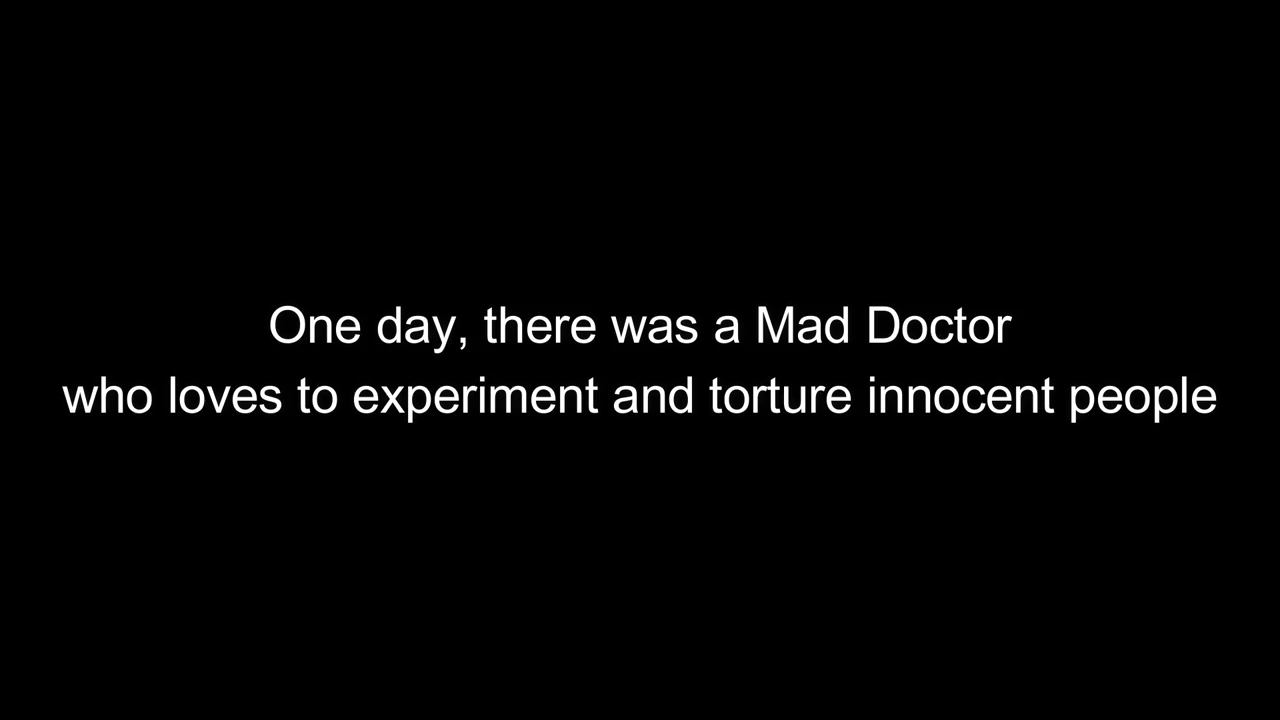 One day, there was a Mad Doctor
who loves to experiment and torture innocent people